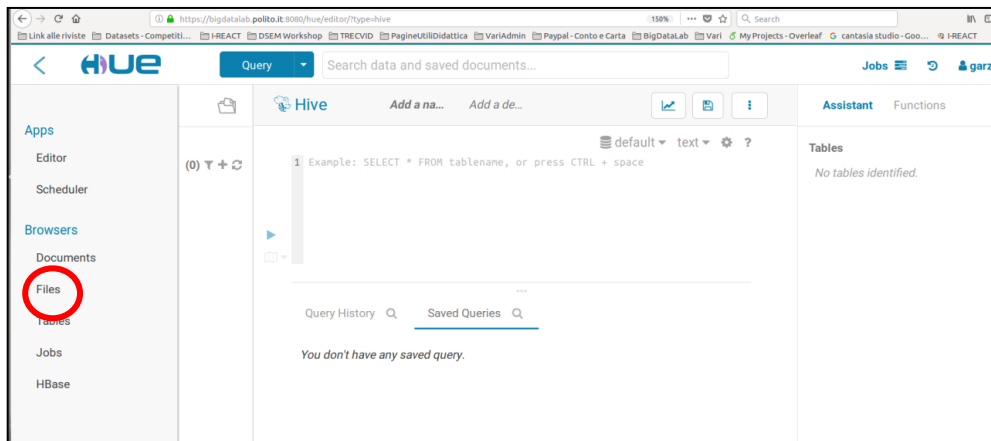 https://bigdatalab.polito.it:8080/hue/editor/?type=hive 150% Search
Link alle riviste Datasets - Competiti... I-REACT DSEM Workshop TRECVID PagineUtiliDidattica VariAdmin Paypal - Conto e Carta BigDataLab Vari My Projects - Overleaf cantasia studio - Goo... I-REACT
HUE Query Search data and saved documents... Jobs garz
Hive Add a na... Add a de... Assistant Functions
Apps
Editor
Scheduler
Browsers
Documents
Files
Tables
Jobs
HBase
(0)
default text ?
1 Example: SELECT * FROM tablename, or press CTRL + space
Query History Saved Queries
You don't have any saved query.
Tables
No tables identified.